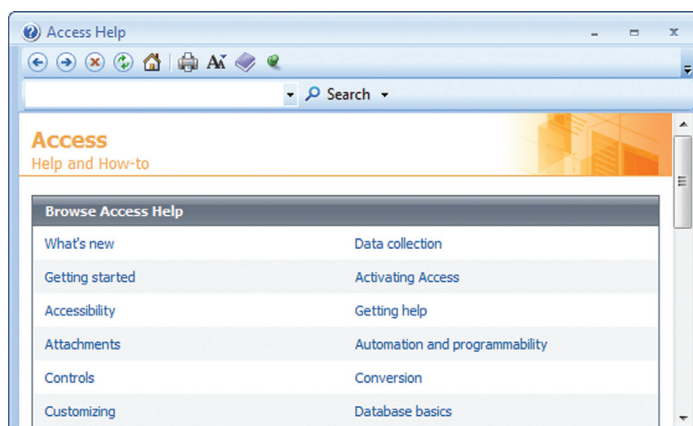 Access Help
Search
Access
Help and How-to
Browse Access Help
What's new Data collection
Getting started Activating Access
Accessibility Getting help
Attachments Automation and programmability
Controls Conversion
Customizing Database basics